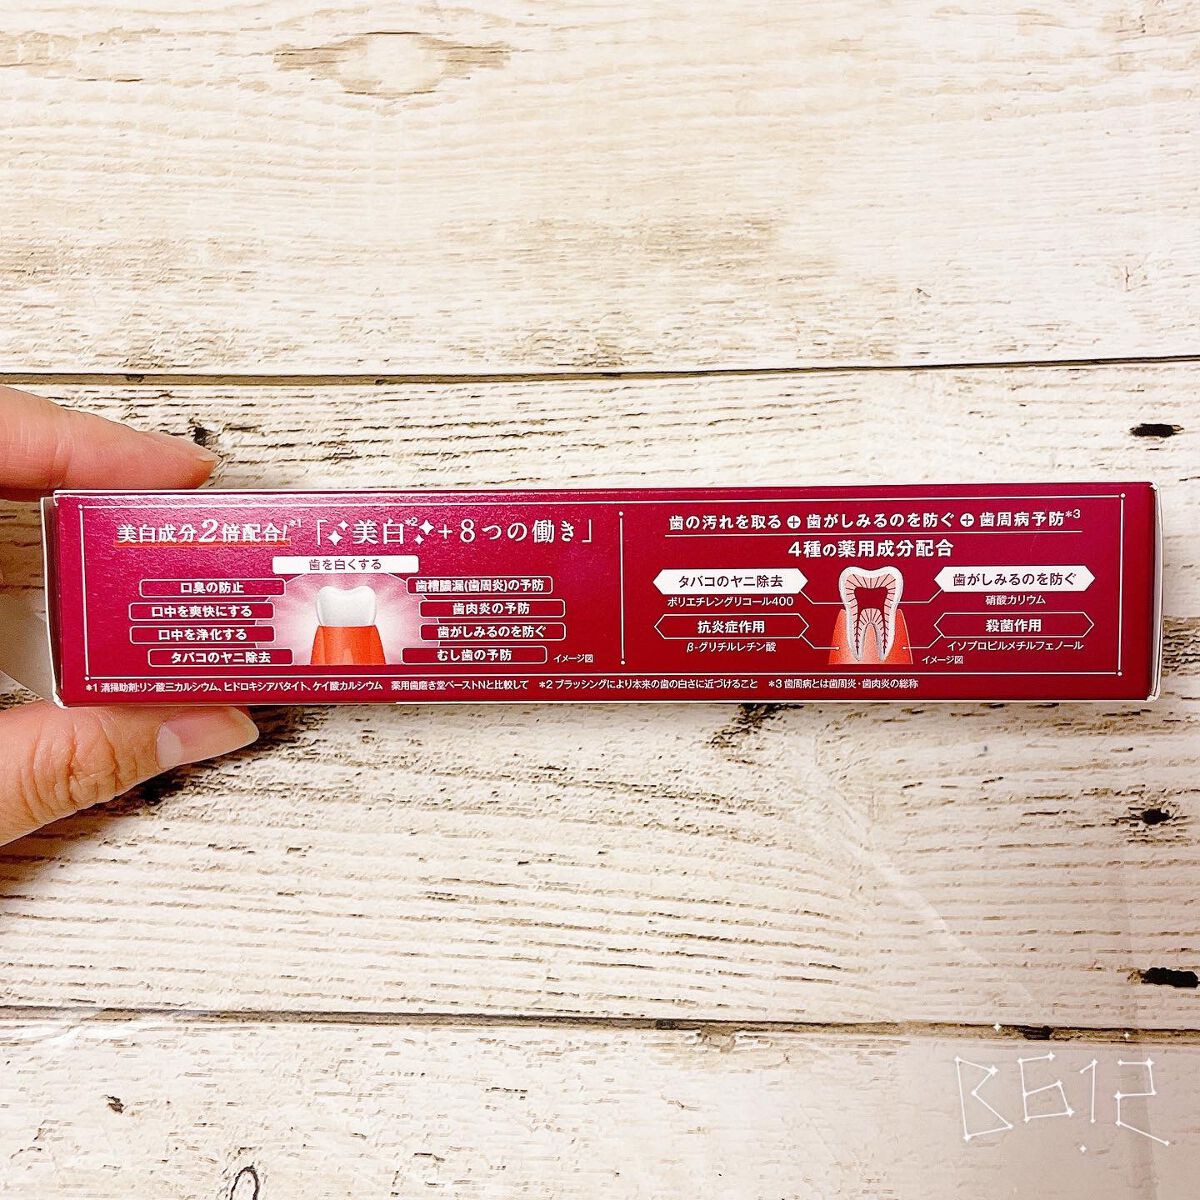 美白成分2倍配合!*1「美白*2+8つの働き」
歯を白くする
口臭の防止
口中を爽快にする
口中を浄化する
タバコのヤニ除去
歯槽膿漏(歯周炎)の予防
歯肉炎の予防
歯がしみるのを防ぐ
むし歯の予防
イメージ図
歯の汚れを取る+歯がしみるのを防ぐ+歯周病予防*3
4種の薬用成分配合
タバコのヤニ除去
ポリエチレングリコール400
抗炎症作用
β-グリチルレチン酸
歯がしみるのを防ぐ
硝酸カリウム
殺菌作用
イソプロピルメチルフェノール
イメージ図
*1 清掃助剤:リン酸三カルシウム、ヒドロキシアパタイト、ケイ酸カルシウム 薬用歯磨き堂ペーストNと比較して *2 ブラッシングにより本来の歯の白さに近づけること *3 歯周病とは歯周炎・歯肉炎の総称
B612